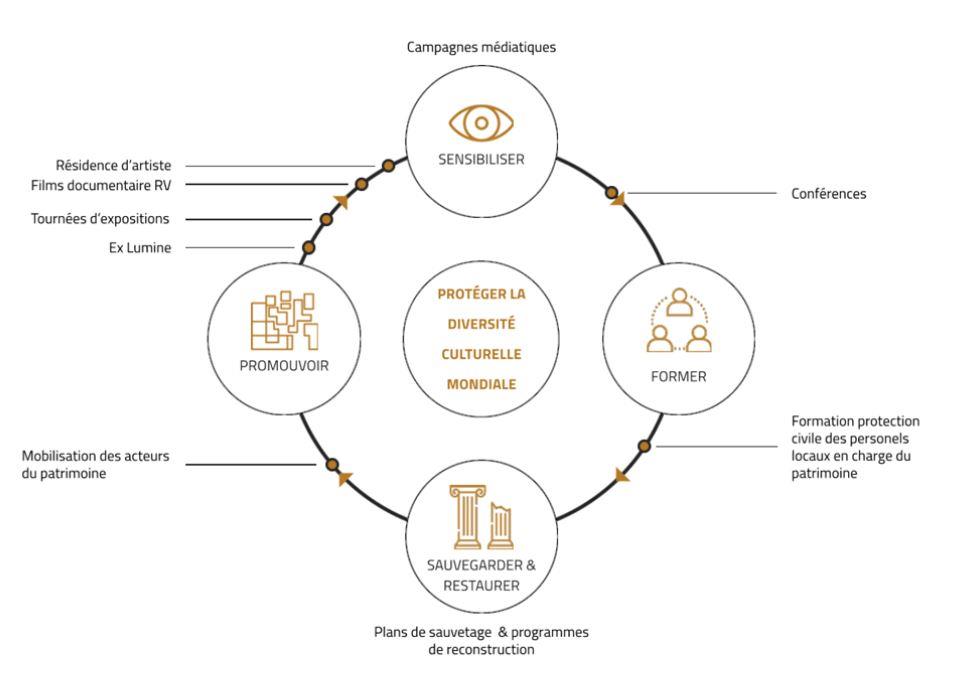 Campagnes médiatiques
SENSIBILISER
Résidence d'artiste
Films documentaire RV
Tournées d'expositions
Ex Lumine
Conférences
PROMOUVOIR
PROTÉGER LA
DIVERSITÉ
CULTURELLE
MONDIALE
FORMER
Formation protection
civile des personels
locaux en charge du
patrimoine
Mobilisation des acteurs
du patrimoine
SAUVEGARDER &
RESTAURER
Plans de sauvetage & programmes
de reconstruction